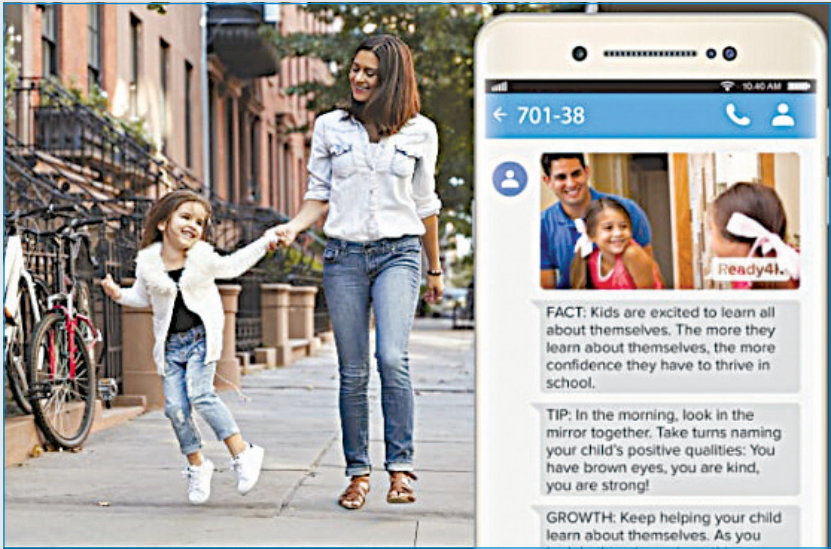 10:40 AM
701-38
Ready4K
FACT: Kids are excited to learn all
about themselves. The more they
learn about themselves, the more
confidence they have to thrive in
school.
TIP: In the morning, look in the
mirror together. Take turns naming
your child's positive qualities: You
have brown eyes, you are kind,
you are strong!
GROWTH: Keep helping your child
learn about themselves. As you